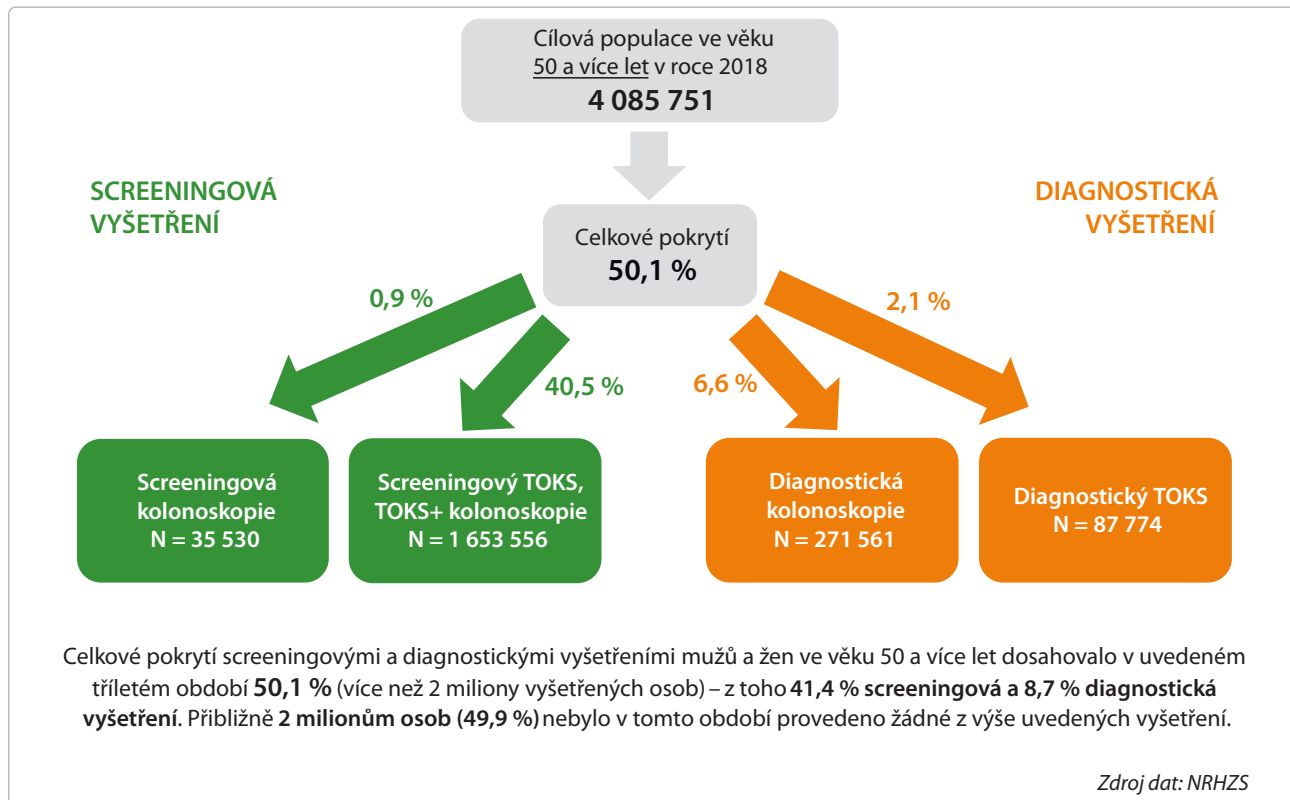 Cílová populace ve věku
50 a více let v roce 2018
4 085 751
SCREENINGOVÁ
VYŠETŘENÍ
DIAGNOSTICKÁ
VYŠETŘENÍ
Celkové pokrytí
50,1 %
0,9 %
40,5 %
6,6 %
2,1 %
Screeningová
kolonoskopie
N = 35 530
Screeningový TOKS,
TOKS+ kolonoskopie
N = 1 653 556
Diagnostická
kolonoskopie
N = 271 561
Diagnostický TOKS
N = 87 774
Celkové pokrytí screeningovými a diagnostickými vyšetřeními mužů a žen ve věku 50 a více let dosahovalo v uvedeném
tříletém období 50,1 % (více než 2 miliony vyšetřených osob) – z toho 41,4 % screeningová a 8,7 % diagnostická
vyšetření. Přibližně 2 milionům osob (49,9 %) nebylo v tomto období provedeno žádné z výše uvedených vyšetření.
Zdroj dat: NRHZS